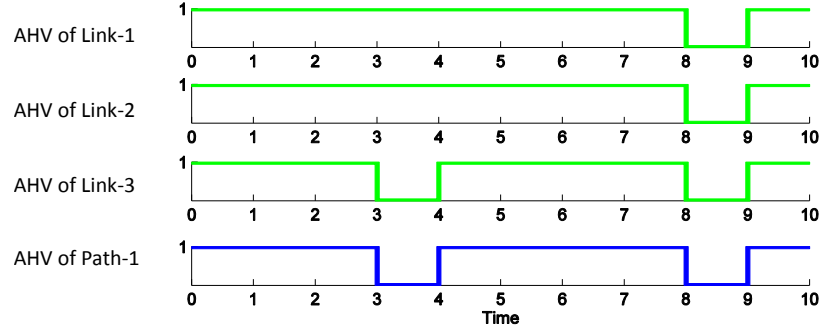 AHV of Link-1
1
0 1 2 3 4 5 6 7 8 9 10
AHV of Link-2
1
0 1 2 3 4 5 6 7 8 9 10
AHV of Link-3
1
0 1 2 3 4 5 6 7 8 9 10
AHV of Path-1
1
0 1 2 3 4 5 6 7 8 9 10
Time